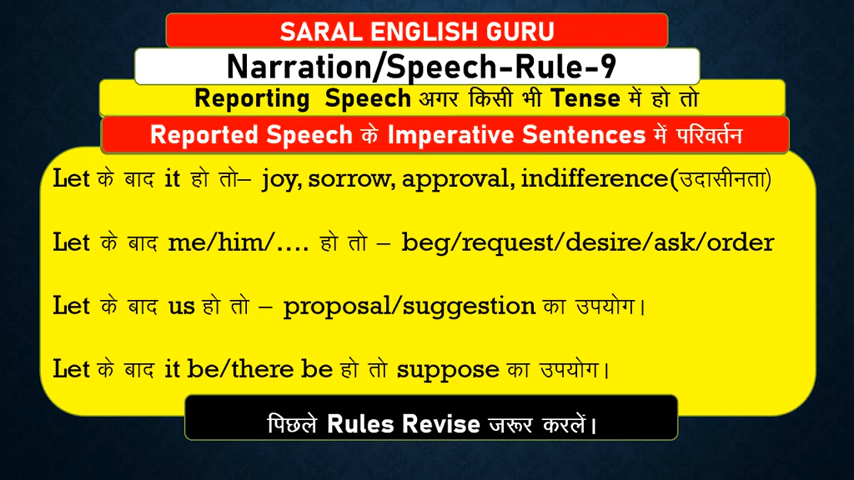 SARAL ENGLISH GURU
Narration/Speech-Rule-9
Reporting Speech अगर किसी भी Tense में हो तो
Reported Speech के Imperative Sentences में परिवर्तन
Let के बाद it हो तो– joy, sorrow, approval, indifference(उदासीनता)
Let के बाद me/him/.... हो तो – beg/request/desire/ask/order
Let के बाद us हो तो – proposal/suggestion का उपयोग।
Let के बाद it be/there be हो तो suppose का उपयोग।
पिछले Rules Revise जरूर करलें।